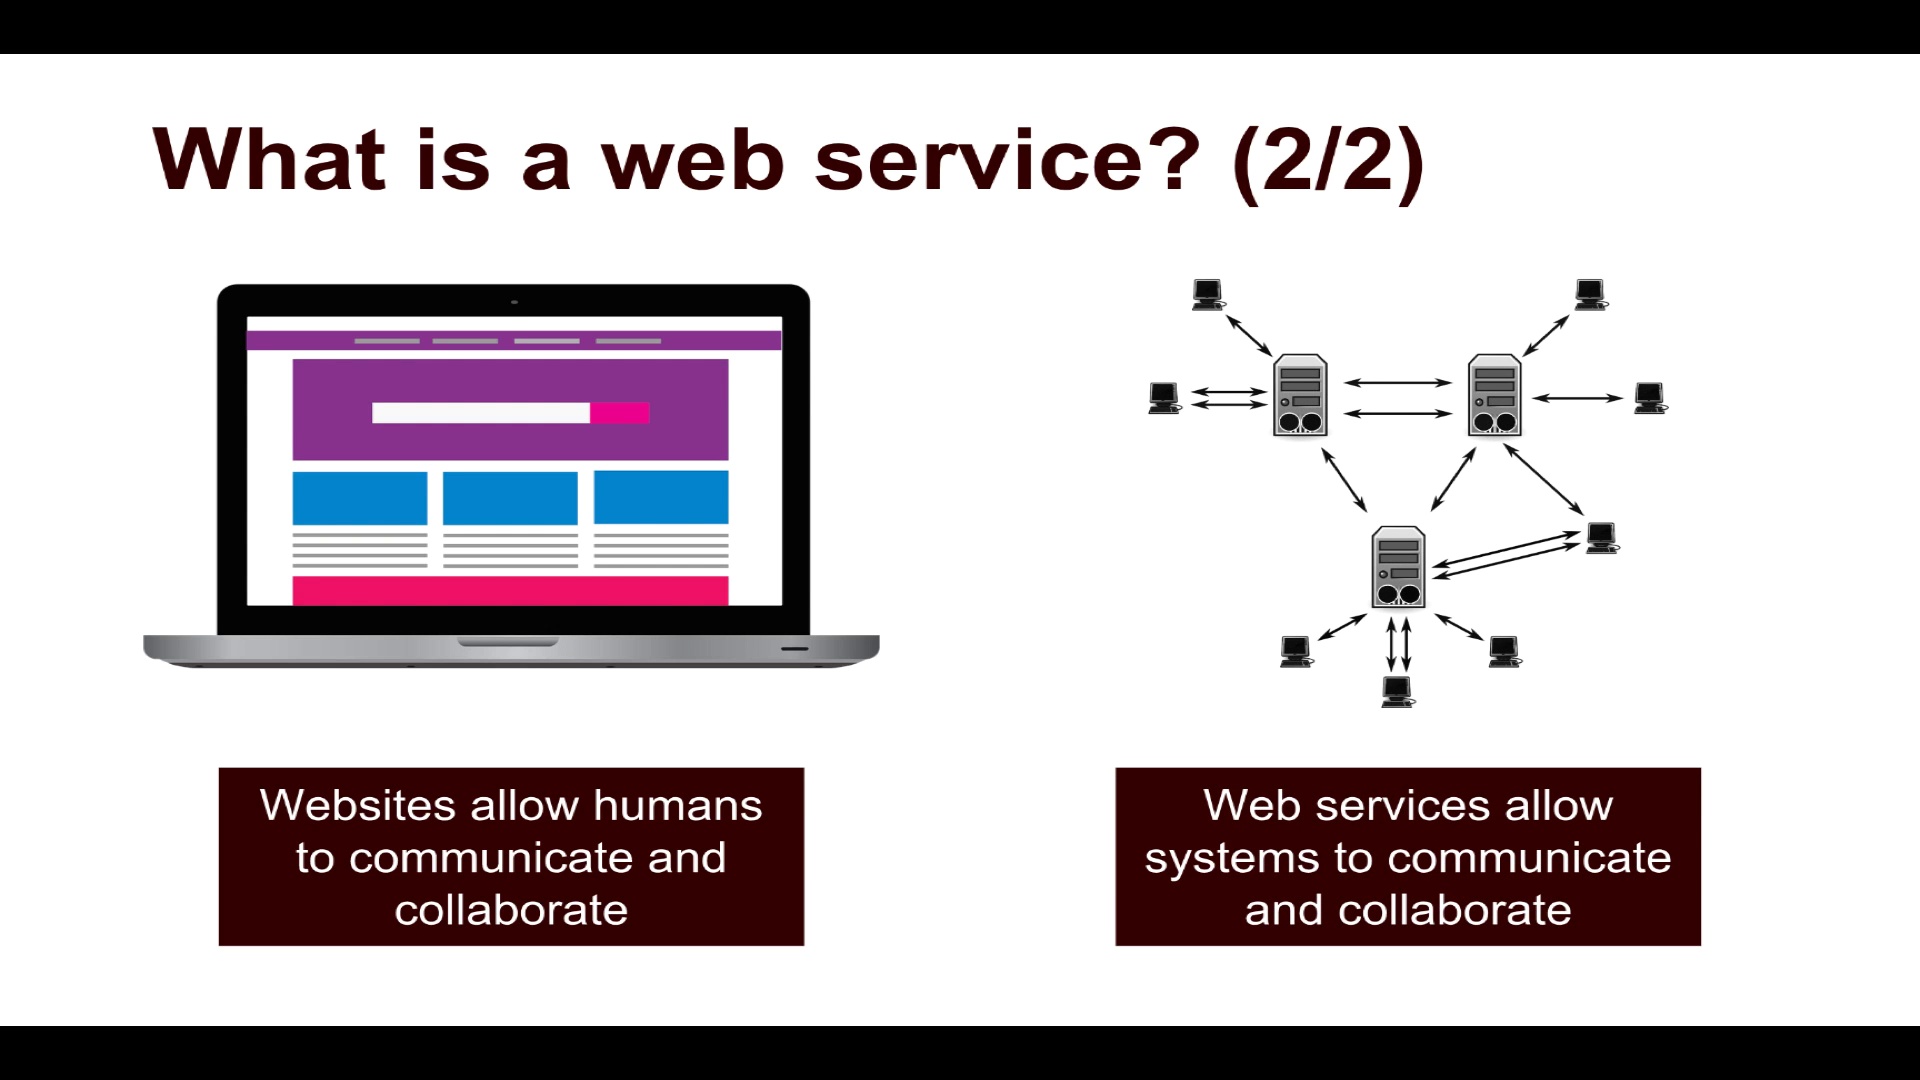 What is a web service? (2/2)
Websites allow humans
to communicate and
collaborate
Web services allow
systems to communicate
and collaborate